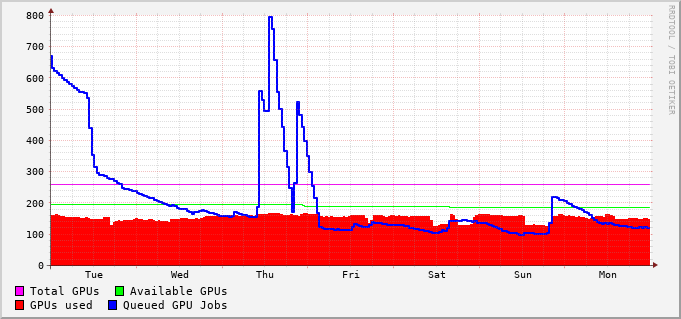 800
700
600
500
400
300
200
100
0
Tue Wed Thu Fri Sat Sun Mon
Total GPUs Available GPUs
GPUs used Queued GPU Jobs
RRDTOOL / TOBI OETIKER